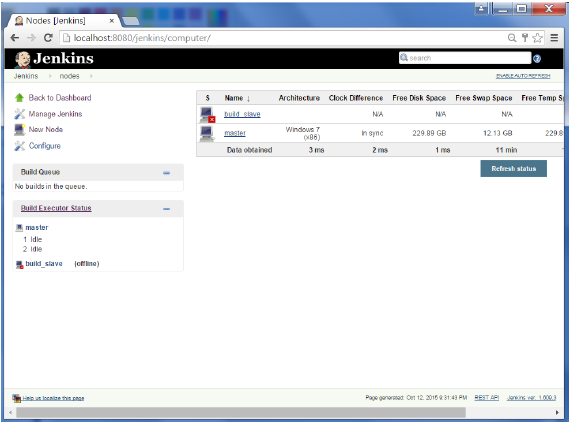 Nodes [Jenkins]
localhost:8080/jenkins/computer/
Jenkins
search
Jenkins nodes
ENABLE AUTO REFRESH
Back to Dashboard
Manage Jenkins
New Node
Configure
Build Queue
No builds in the queue.
Build Executor Status
master
1 Idle
2 Idle
build_slave (offline)
S Name ↓ Architecture Clock Difference Free Disk Space Free Swap Space Free Temp Sp
build_slave N/A N/A N/A
master Windows 7 (x86) In sync 229.89 GB 12.13 GB 229.8
Data obtained 3 ms 2 ms 1 ms 11 min
Refresh status
Help us localize this page
Page generated: Oct 12, 2015 9:31:43 PM REST API Jenkins ver. 1.609.3